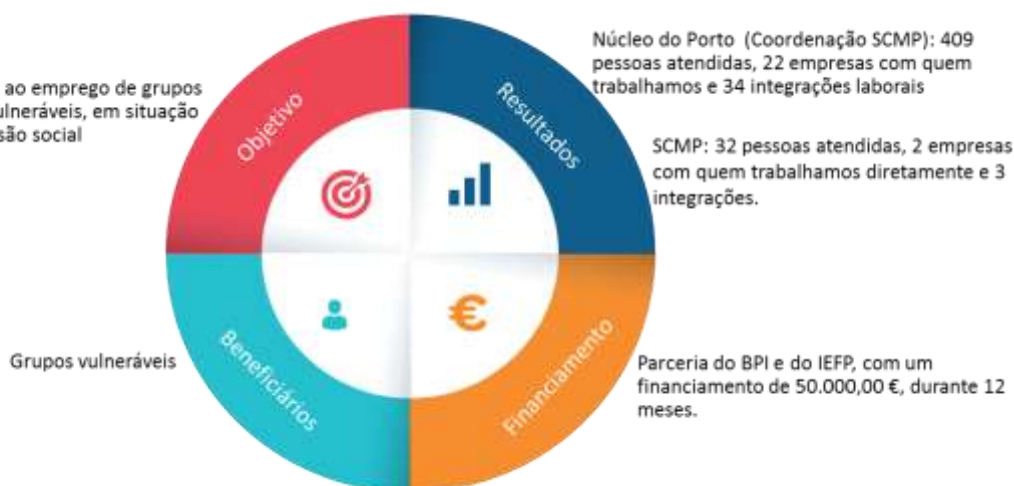 ao emprego de grupos
em situação
social
Objetivo
Resultados
Núcleo do Porto (Coordenação SCMP): 409
pessoas atendidas, 22 empresas com quem
trabalhamos e 34 integrações laborais
SCMP: 32 pessoas atendidas, 2 empresas
com quem trabalhamos diretamente e 3
integrações.
Grupos vulneráveis
Beneficiários
€
Financiamento
Parceria do BPI e do IEFP, com um
financiamento de 50.000,00 €, durante 12
meses.